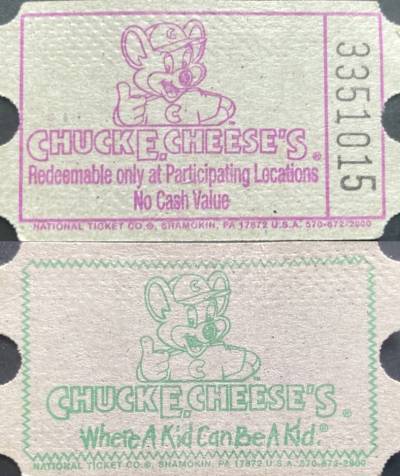 C
C
CHUCK E. CHEESE'S®
Redeemable only at Participating Locations
No Cash Value
3351015
NATIONAL TICKET CO.®, SHAMOKIN, PA 17872 U.S.A. 570-672-2900
C
C
CHUCK E. CHEESE'S®
Where A Kid Can Be A Kid.®
NATIONAL TICKET CO.®, SHAMOKIN, PA 17872 U.S.A. 570-672-2900